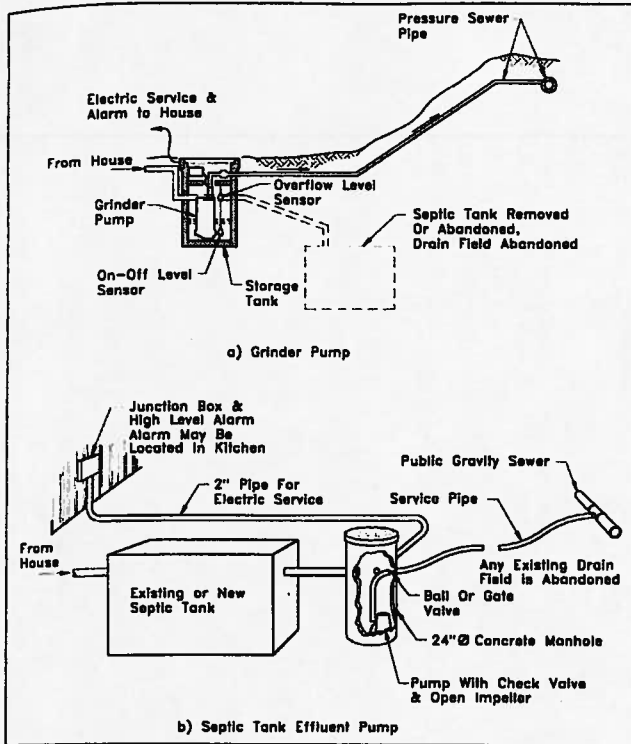 Pressure Sewer
Pipe
Electric Service &
Alarm to House
From House
Overflow Level
Sensor
Grinder
Pump
Septic Tank Removed
Or Abandoned,
Drain Field Abandoned
On-Off Level
Sensor
Storage
Tank
a) Grinder Pump
Junction Box &
High Level Alarm
Alarm May Be
Located In Kitchen
Public Gravity Sewer
2" Pipe For
Electric Service
Service Pipe
From
House
Any Existing Drain
Field is Abandoned
Existing or New
Septic Tank
Ball Or Gate
Valve
24"Ø Concrete Manhole
Pump With Check Valve
& Open Impeller
b) Septic Tank Effluent Pump